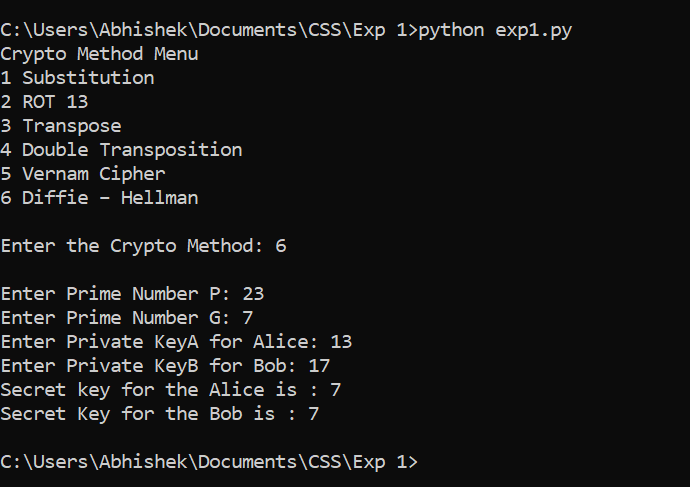 C:\Users\Abhishek\Documents\CSS\Exp 1>python exp1.py
Crypto Method Menu
1 Substitution
2 ROT 13
3 Transpose
4 Double Transposition
5 Vernam Cipher
6 Diffie – Hellman
Enter the Crypto Method: 6
Enter Prime Number P: 23
Enter Prime Number G: 7
Enter Private KeyA for Alice: 13
Enter Private KeyB for Bob: 17
Secret key for the Alice is : 7
Secret Key for the Bob is : 7
C:\Users\Abhishek\Documents\CSS\Exp 1>